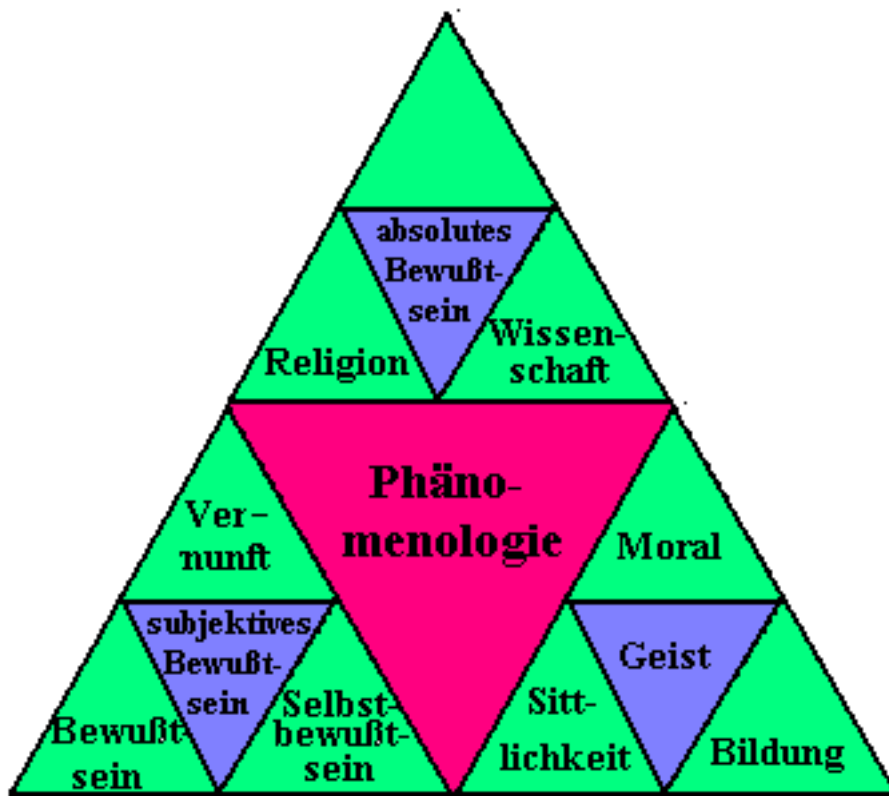 absolutes
Bewußt-
sein
Religion
Wissen-
schaft
Phäno-
menologie
Ver-
nunft
Moral
subjektives
Bewußt-
sein
Geist
Bewußt-
sein
Selbst-
bewußt-
sein
Sitt-
lichkeit
Bildung